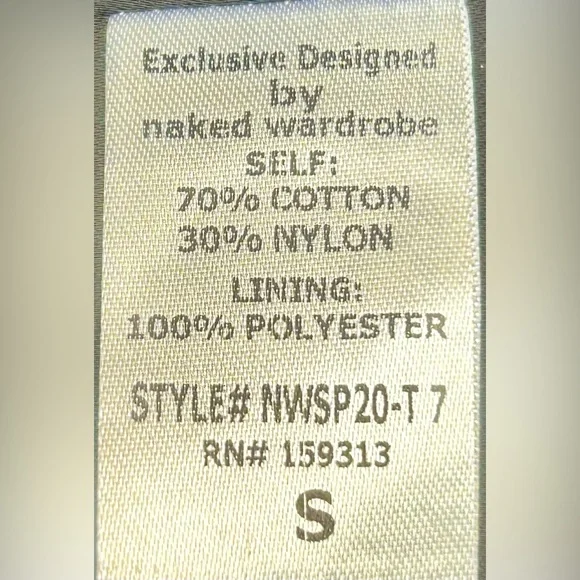 Exclusive Designed
by
naked wardrobe
SELF:
70% COTTON
30% NYLON
LINING:
100% POLYESTER
STYLE# NWSP20-T 7
RN# 159313
S